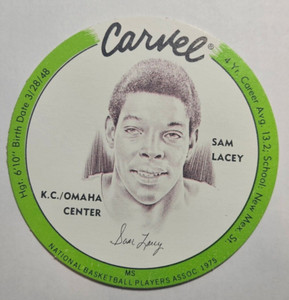 Carvel®
Hgt. 6'10" Birth Date 3/28/48
4 Yr. Career Avg. 13.2; School: New Mex. St.
SAM
LACEY
K.C./OMAHA
CENTER
Sam Lacey
MS
NATIONAL BASKETBALL PLAYERS ASSOC. 1975